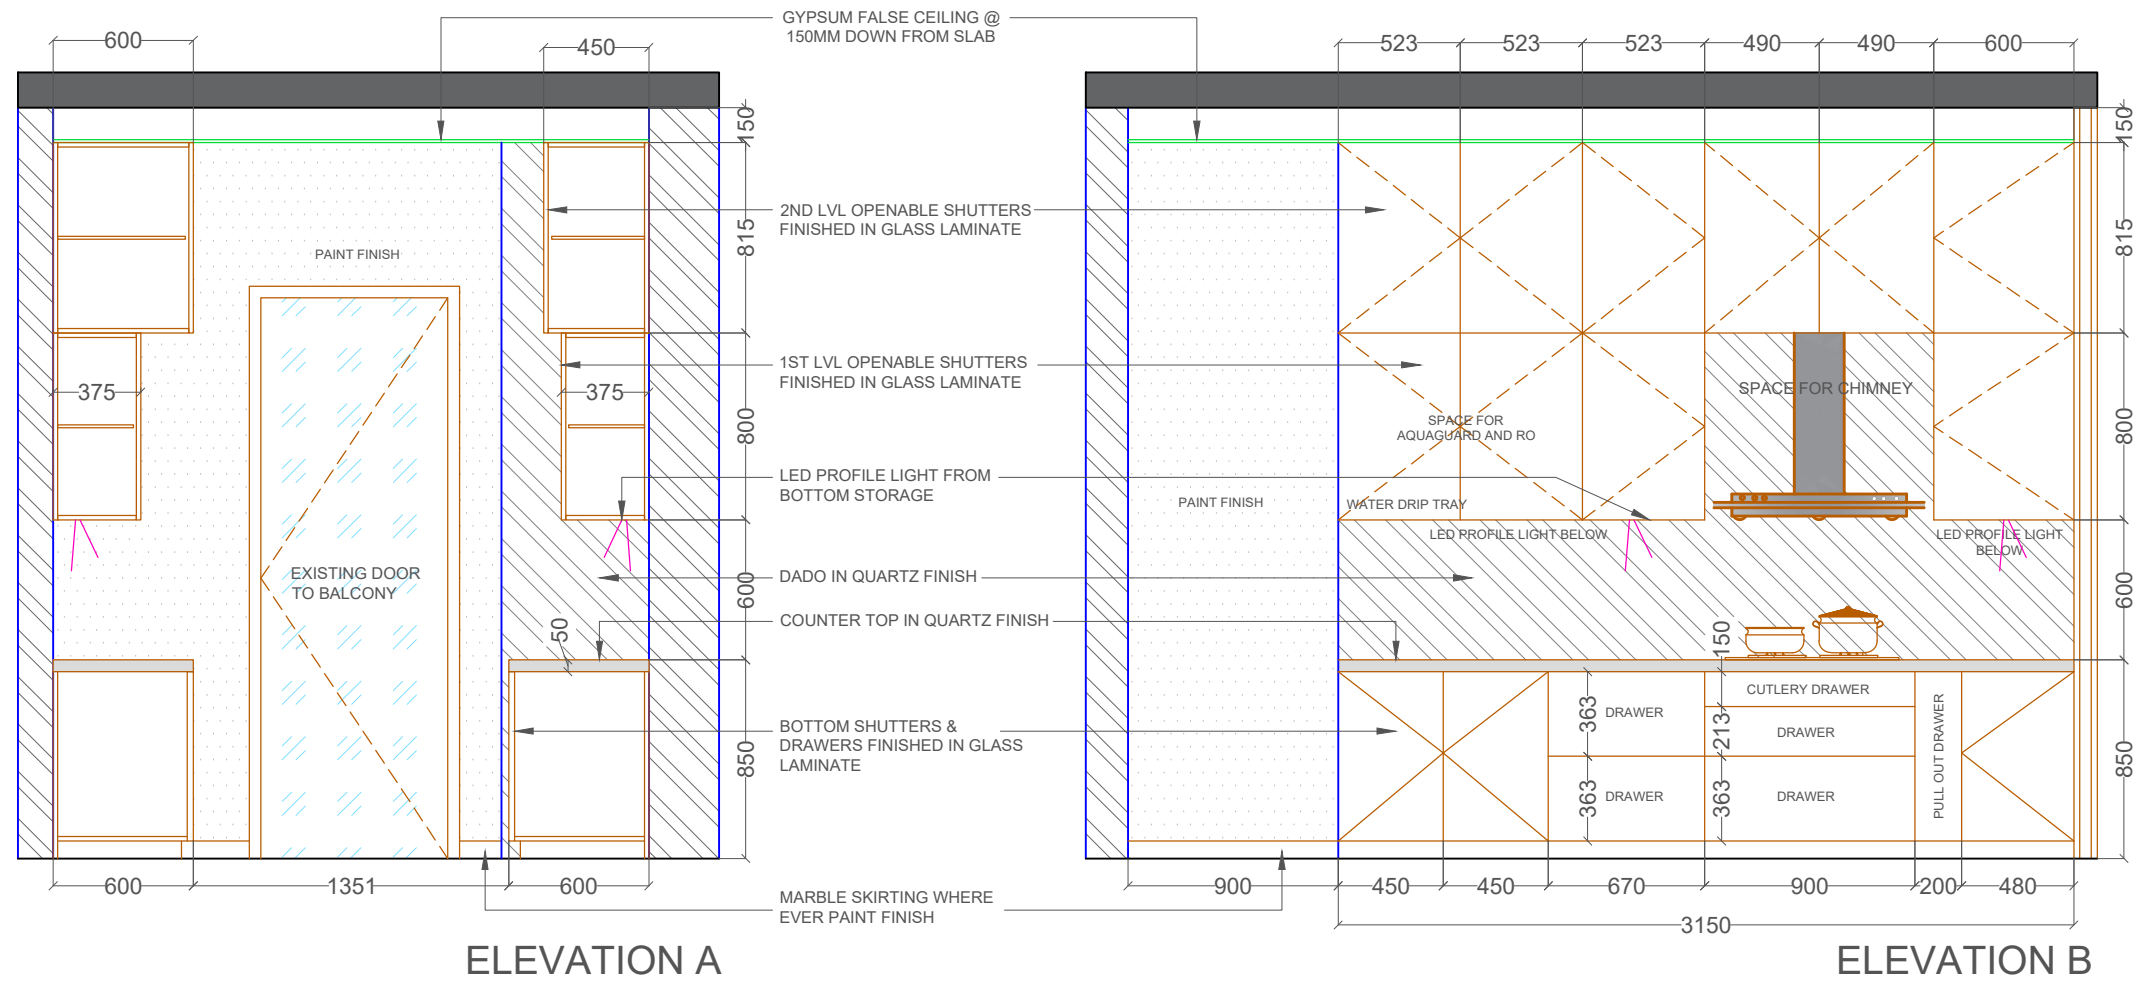 GYPSUM FALSE CEILING @
150MM DOWN FROM SLAB
600
450
523
523
523
490
490
600
150
150
2ND LVL OPENABLE SHUTTERS
FINISHED IN GLASS LAMINATE
815
815
PAINT FINISH
1ST LVL OPENABLE SHUTTERS
FINISHED IN GLASS LAMINATE
375
375
800
800
SPACE FOR CHIMNEY
SPACE FOR
AQUAGUARD AND RO
LED PROFILE LIGHT FROM
BOTTOM STORAGE
PAINT FINISH
WATER DRIP TRAY
LED PROFILE LIGHT BELOW
LED PROFILE LIGHT
BELOW
EXISTING DOOR
TO BALCONY
DADO IN QUARTZ FINISH
600
600
COUNTER TOP IN QUARTZ FINISH
50
150
BOTTOM SHUTTERS &
DRAWERS FINISHED IN GLASS
LAMINATE
850
850
363
DRAWER
363
DRAWER
CUTLERY DRAWER
213
DRAWER
363
DRAWER
PULL OUT DRAWER
600
1351
600
MARBLE SKIRTING WHERE
EVER PAINT FINISH
900
450
450
670
900
200
480
3150
ELEVATION A
ELEVATION B